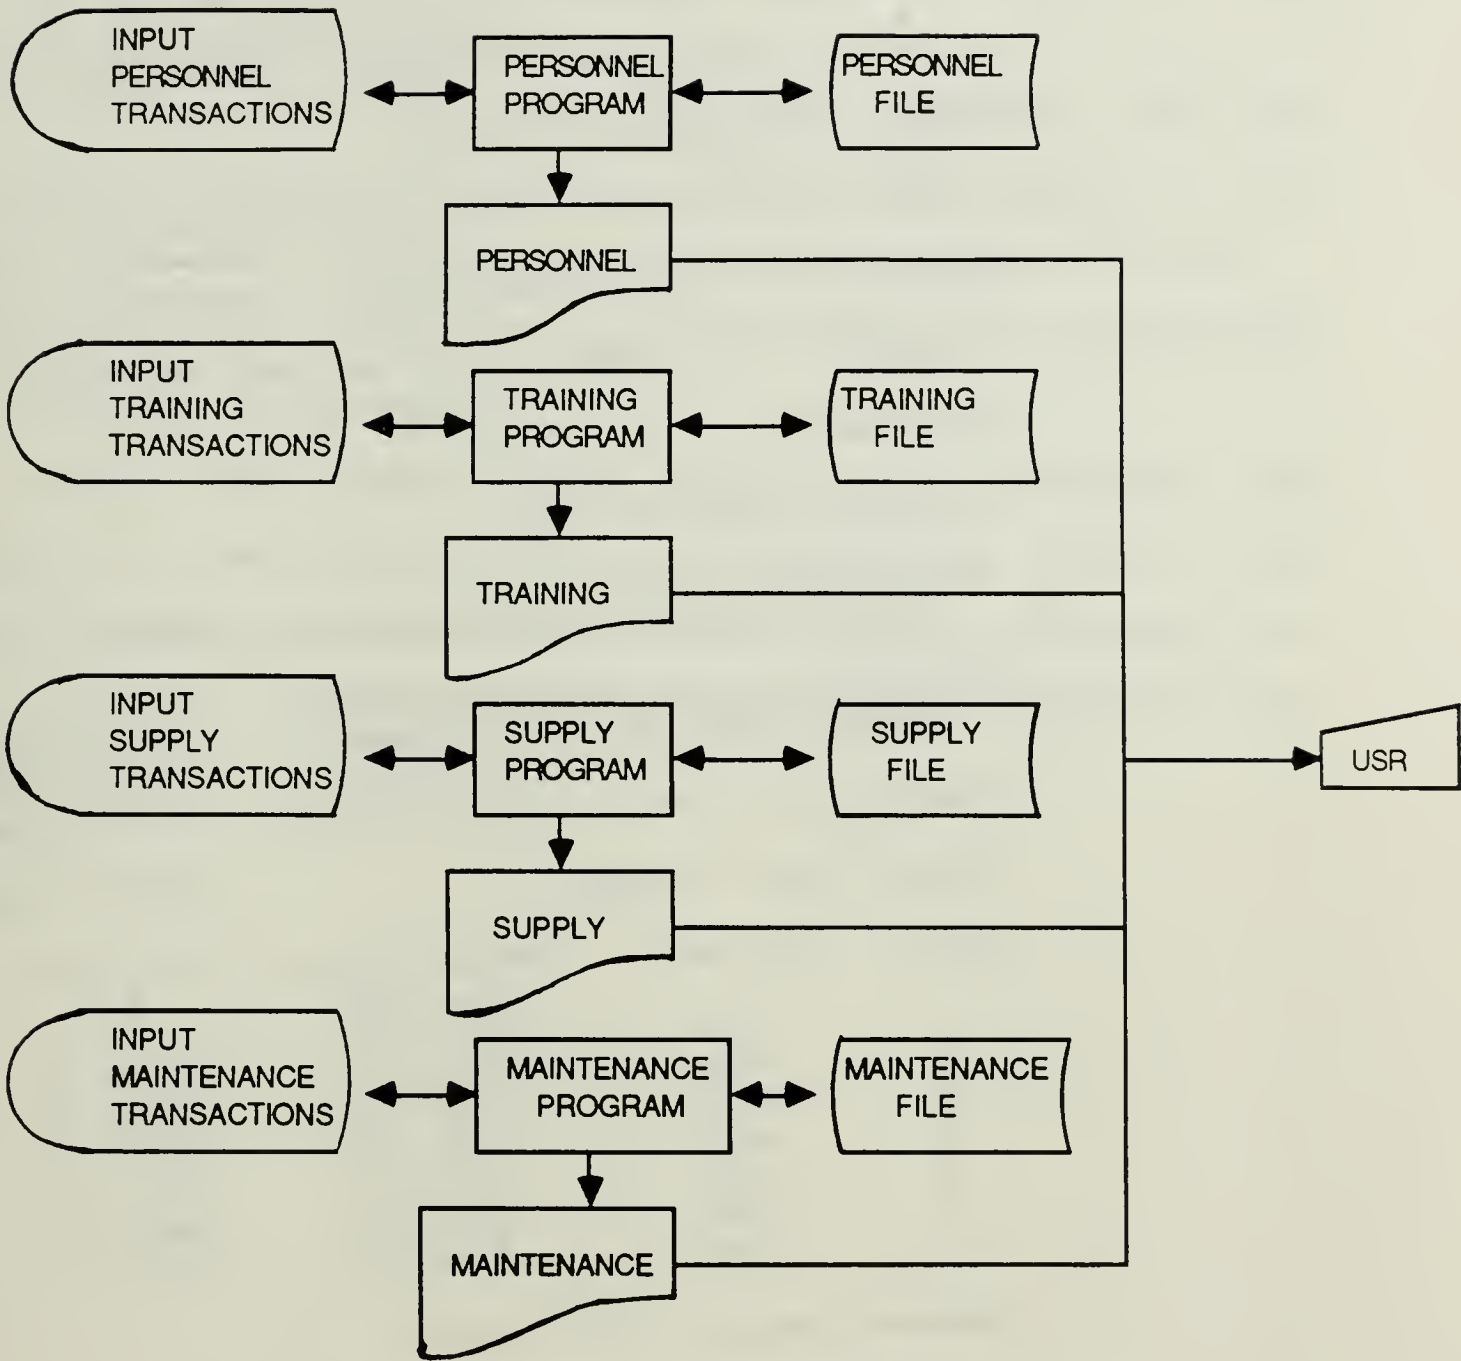 INPUT
PERSONNEL
TRANSACTIONS
PERSONNEL
PROGRAM
PERSONNEL
FILE
PERSONNEL
INPUT
TRAINING
TRANSACTIONS
TRAINING
PROGRAM
TRAINING
FILE
TRAINING
INPUT
SUPPLY
TRANSACTIONS
SUPPLY
PROGRAM
SUPPLY
FILE
USR
SUPPLY
INPUT
MAINTENANCE
TRANSACTIONS
MAINTENANCE
PROGRAM
MAINTENANCE
FILE
MAINTENANCE